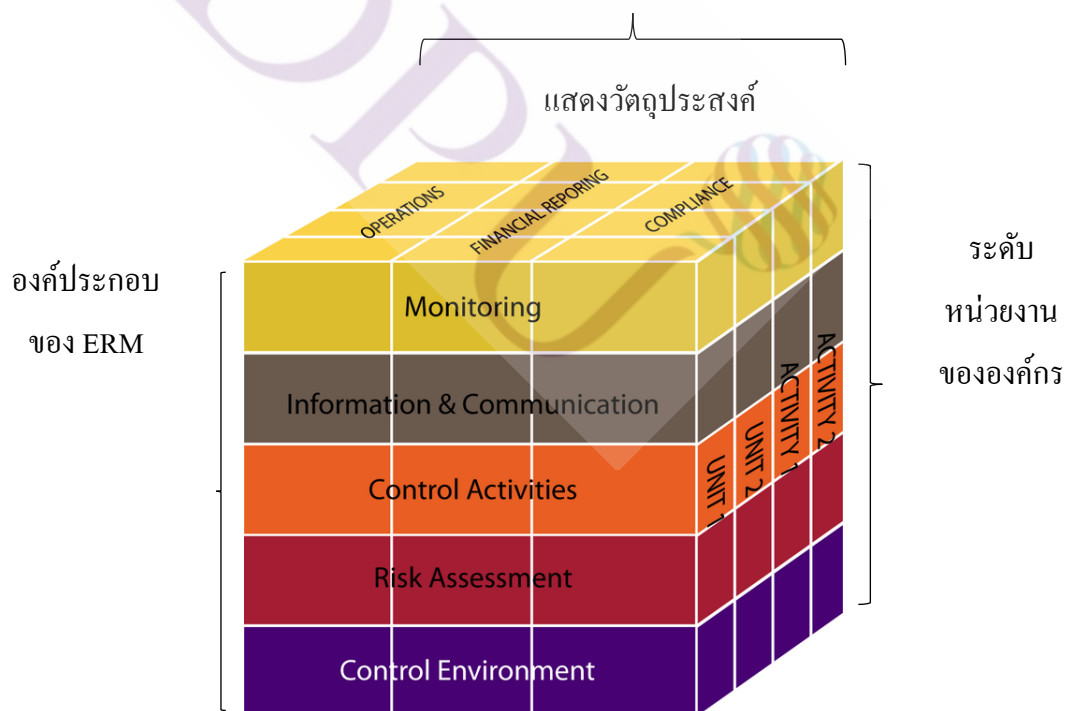 แสดงวัตถุประสงค์
OPERATIONS
FINANCIAL REPORING
COMPLIANCE
องค์ประกอบ
ของ ERM
Monitoring
Information & Communication
Control Activities
Risk Assessment
Control Environment
UNIT 1
UNIT 2
ACTIVITY 1
ACTIVITY 2
ระดับ
หน่วยงาน
ขององค์กร
DPU